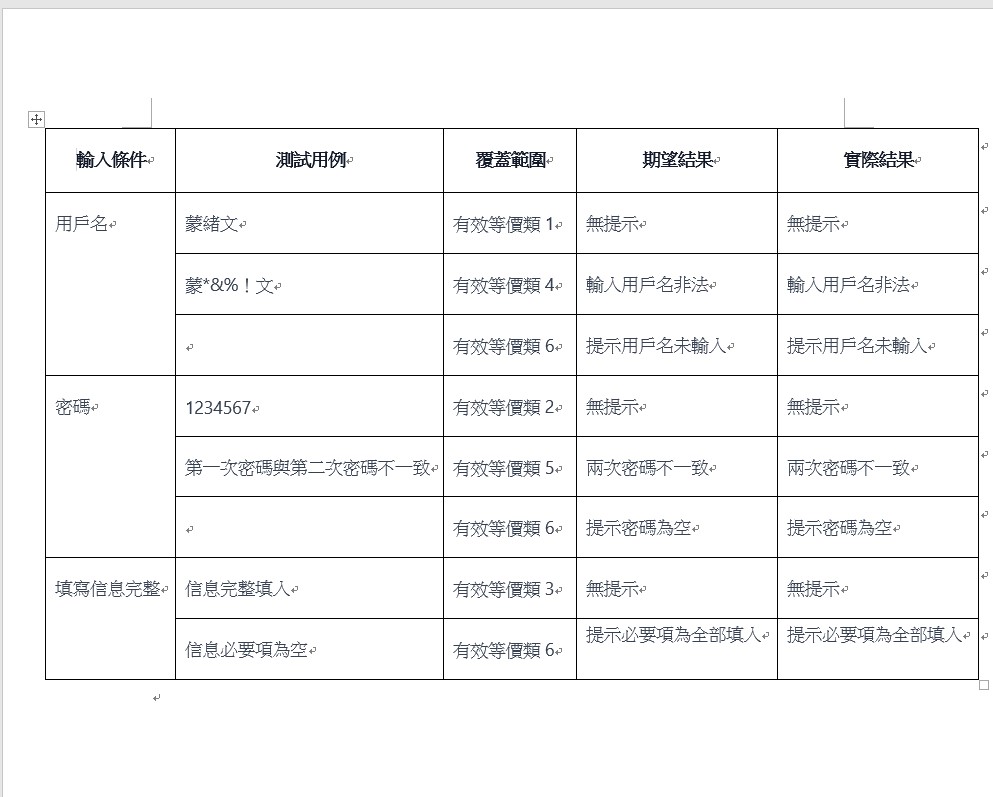 輸入條件 測試用例 覆蓋範圍 期望結果 實際結果
用戶名 蒙緒文 有效等價類 1 無提示 無提示
蒙*&%！文 有效等價類 4 輸入用戶名非法 輸入用戶名非法
有效等價類 6 提示用戶名未輸入 提示用戶名未輸入
密碼 1234567 有效等價類 2 無提示 無提示
第一次密碼與第二次密碼不一致 有效等價類 5 兩次密碼不一致 兩次密碼不一致
有效等價類 6 提示密碼為空 提示密碼為空
填寫信息完整 信息完整填入 有效等價類 3 無提示 無提示
信息必要項為空 有效等價類 6 提示必要項為全部填入 提示必要項為全部填入